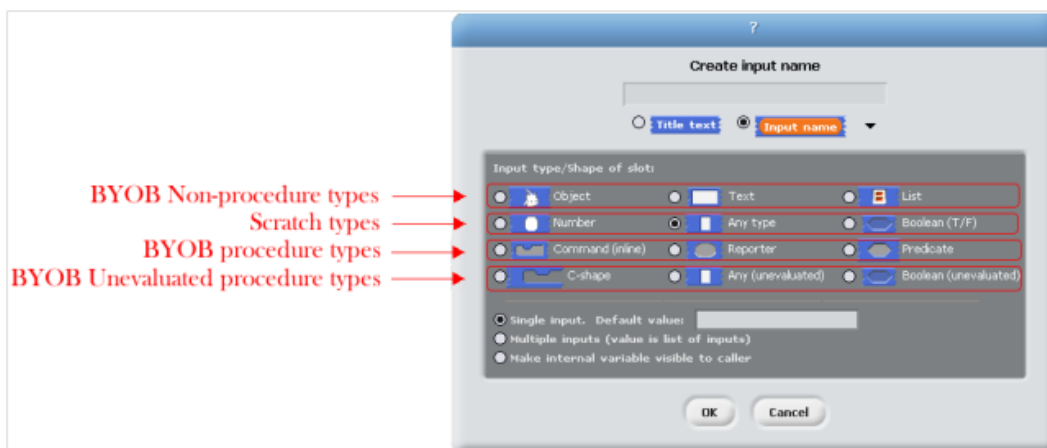 ?
Create input name
Title text Input name
Input type/Shape of slot:
BYOB Non-procedure types Object Text List
Scratch types Number Any type Boolean (T/F)
BYOB procedure types Command (inline) Reporter Predicate
BYOB Unevaluated procedure types C-shape Any (unevaluated) Boolean (unevaluated)
Single input. Default value:
Multiple inputs (value is list of inputs)
Make internal variable visible to caller
OK Cancel